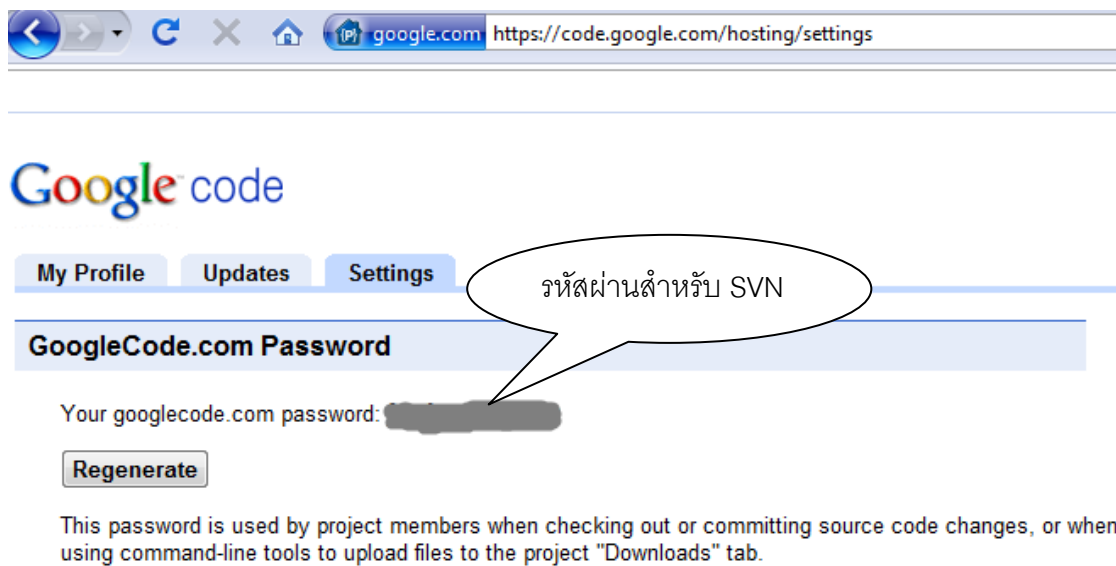 google.com https://code.google.com/hosting/settings
Google code
My Profile Updates Settings
รหัสผ่านสำหรับ SVN
GoogleCode.com Password
Your googlecode.com password:
Regenerate
This password is used by project members when checking out or committing source code changes, or when
using command-line tools to upload files to the project "Downloads" tab.